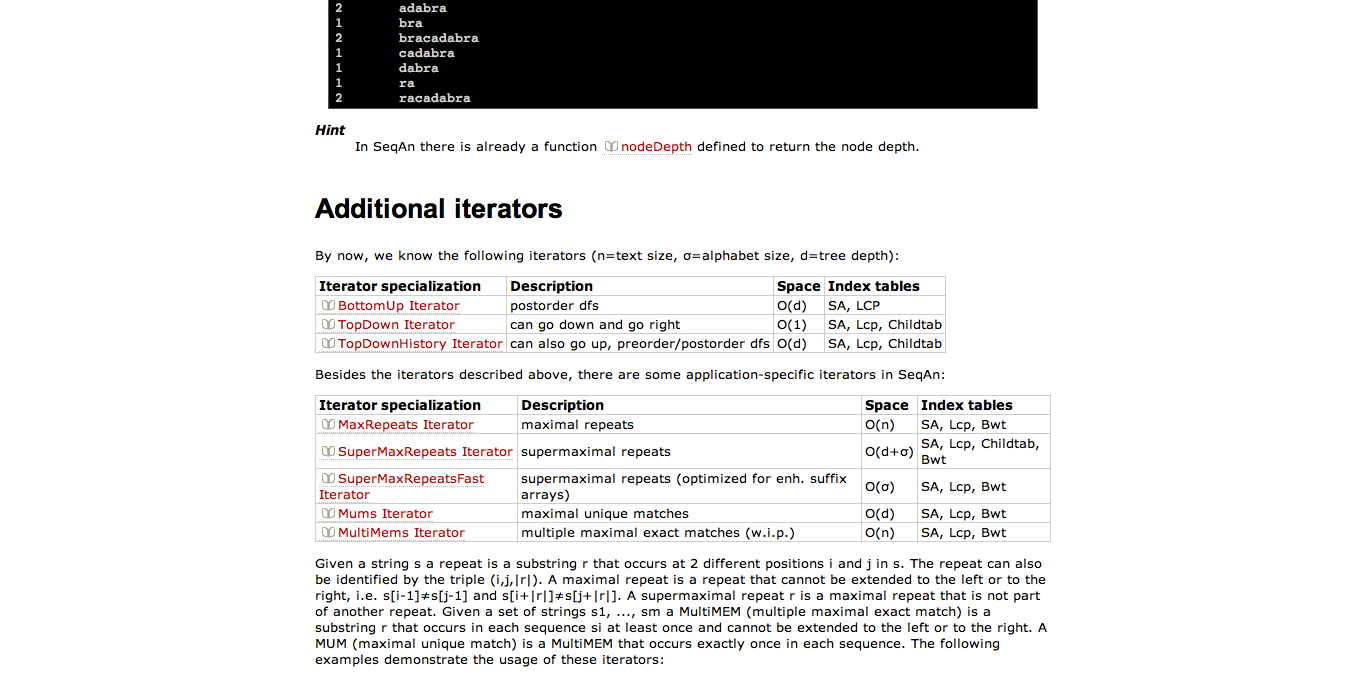 2 adabra
1 bra
2 bracadabra
1 cadabra
1 dabra
1 ra
2 racadabra
Hint
In SeqAn there is already a function nodeDepth defined to return the node depth.
Additional iterators
By now, we know the following iterators (n=text size, σ=alphabet size, d=tree depth):
Iterator specialization Description Space Index tables
BottomUp Iterator postorder dfs O(d) SA, LCP
TopDown Iterator can go down and go right O(1) SA, Lcp, Childtab
TopDownHistory Iterator can also go up, preorder/postorder dfs O(d) SA, Lcp, Childtab
Besides the iterators described above, there are some application-specific iterators in SeqAn:
Iterator specialization Description Space Index tables
MaxRepeats Iterator maximal repeats O(n) SA, Lcp, Bwt
SuperMaxRepeats Iterator supermaximal repeats O(d+σ) SA, Lcp, Childtab,
Bwt
SuperMaxRepeatsFast
Iterator
supermaximal repeats (optimized for enh. suffix
arrays)
O(σ) SA, Lcp, Bwt
Mums Iterator maximal unique matches O(d) SA, Lcp, Bwt
MultiMems Iterator multiple maximal exact matches (w.i.p.) O(n) SA, Lcp, Bwt
Given a string s a repeat is a substring r that occurs at 2 different positions i and j in s. The repeat can also
be identified by the triple (i,j,|r|). A maximal repeat is a repeat that cannot be extended to the left or to the
right, i.e. s[i-1]≠s[j-1] and s[i+|r|]≠s[j+|r|]. A supermaximal repeat r is a maximal repeat that is not part
of another repeat. Given a set of strings s1, ..., sm a MultiMEM (multiple maximal exact match) is a
substring r that occurs in each sequence si at least once and cannot be extended to the left or to the right. A
MUM (maximal unique match) is a MultiMEM that occurs exactly once in each sequence. The following
examples demonstrate the usage of these iterators: